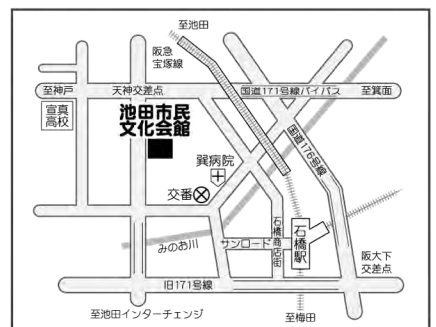 至池田
阪急
宝塚線
至神戸
天神交差点
国道171号線バイパス
至箕面
宣真
高校
池田市民
文化会館
国道176号線
巽病院
交番
石橋商店街
石橋駅
みのお川
サンロード
阪大下
交差点
旧171号線
至池田インターチェンジ
至梅田